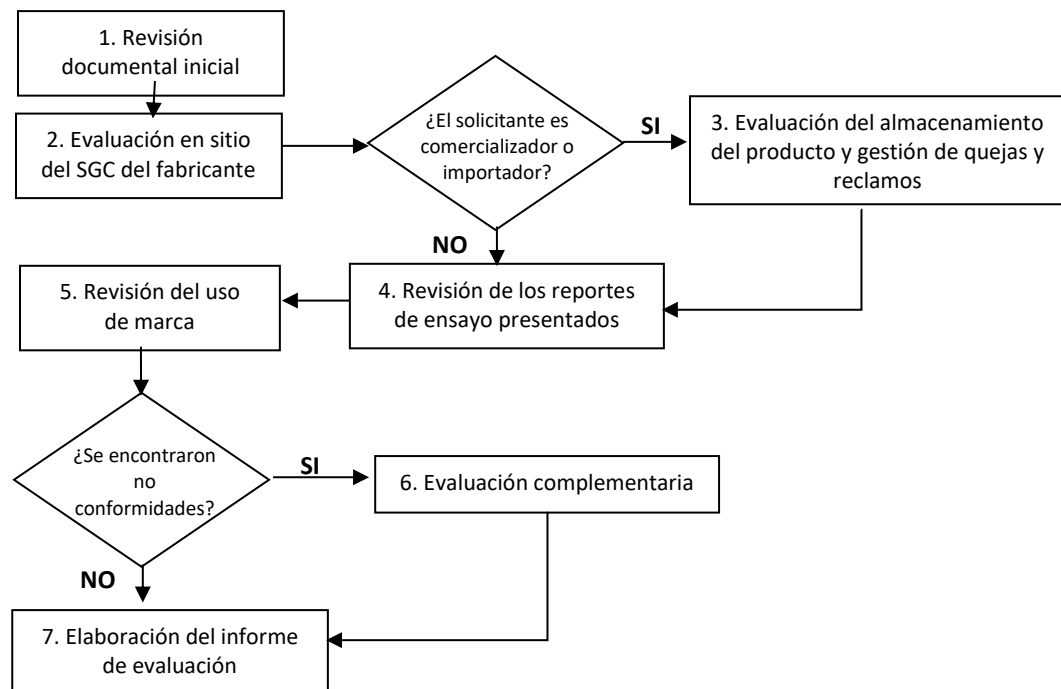 1. Revisión
documental inicial
2. Evaluación en sitio
del SGC del fabricante
¿El solicitante es
comercializador o
importador?
SI
3. Evaluación del almacenamiento
del producto y gestión de quejas y
reclamos
NO
4. Revisión de los reportes
de ensayo presentados
5. Revisión del uso
de marca
¿Se encontraron
no
conformidades?
SI
6. Evaluación complementaria
NO
7. Elaboración del informe
de evaluación